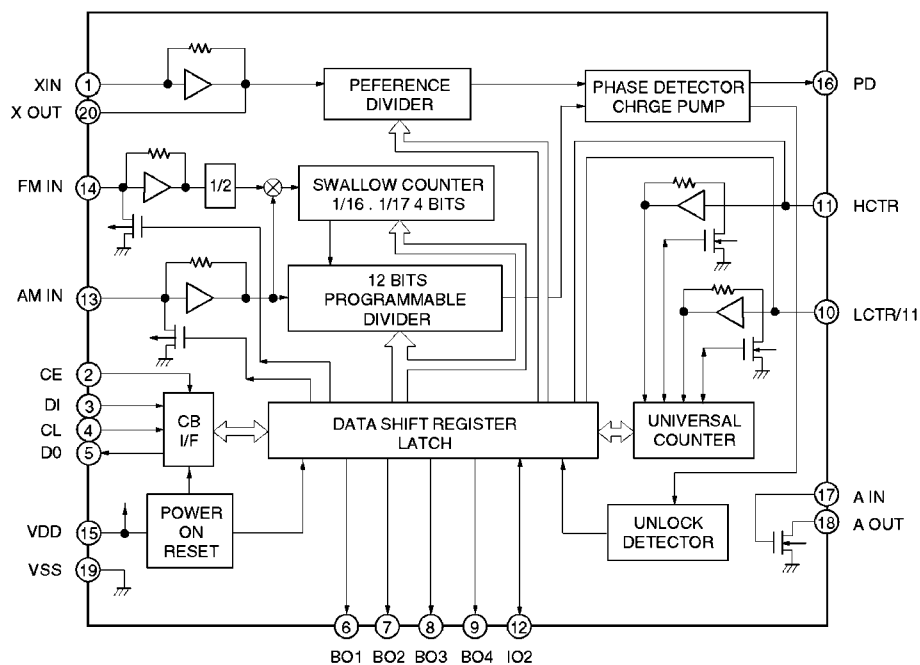 XIN
1
X OUT
20
PEFERENCE
DIVIDER
PHASE DETECTOR
CHRGE PUMP
16
PD
FM IN
14
1/2
SWALLOW COUNTER
1/16 . 1/17 4 BITS
11
HCTR
AM IN
13
12 BITS
PROGRAMMABLE
DIVIDER
10
LCTR/11
CE
2
DI
3
CL
4
D0
5
CB
I/F
DATA SHIFT REGISTER
LATCH
UNIVERSAL
COUNTER
VDD
15
VSS
19
POWER
ON
RESET
UNLOCK
DETECTOR
17
A IN
18
A OUT
6
7
8
9
12
BO1
BO2
BO3
BO4
IO2